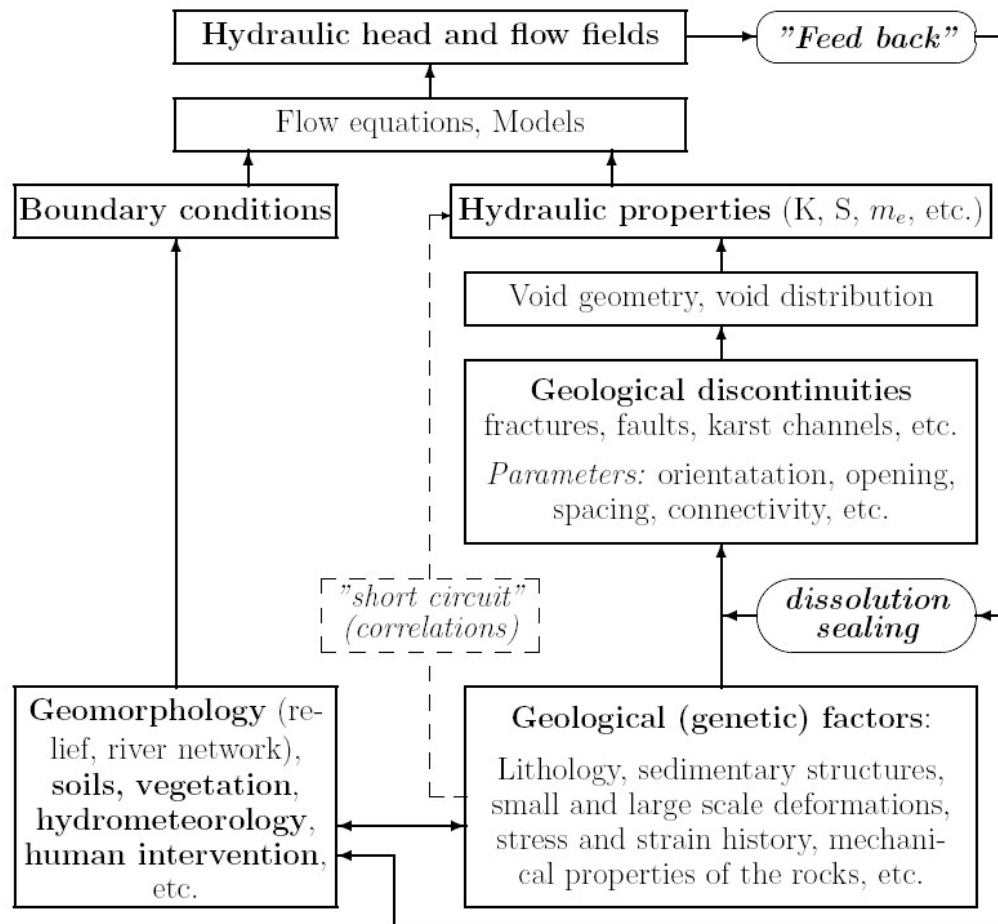 Hydraulic head and flow fields
"Feed back"
Flow equations, Models
Boundary conditions
Hydraulic properties (K, S, mₑ, etc.)
Void geometry, void distribution
Geological discontinuities
fractures, faults, karst channels, etc.
Parameters: orientatation, opening,
spacing, connectivity, etc.
"short circuit"
(correlations)
dissolution
sealing
Geomorphology (re-
lief, river network),
soils, vegetation,
hydrometeorology,
human intervention,
etc.
Geological (genetic) factors:
Lithology, sedimentary structures,
small and large scale deformations,
stress and strain history, mechani-
cal properties of the rocks, etc.